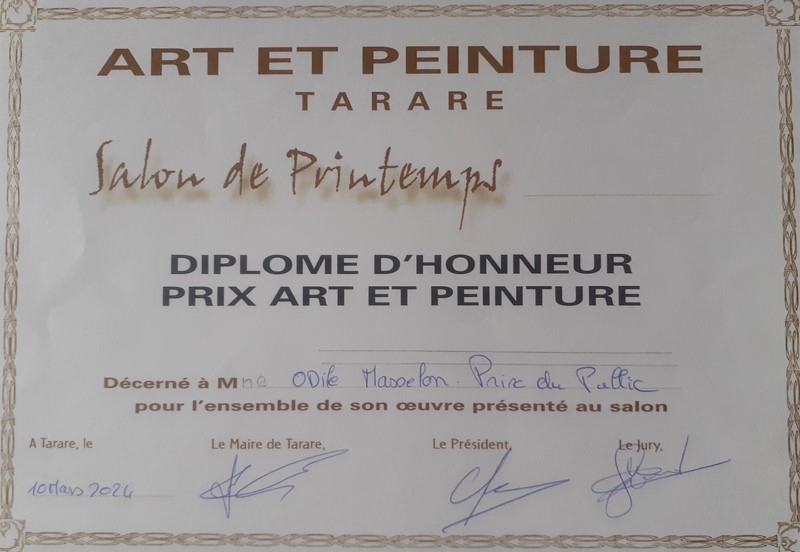 ART ET PEINTURE
TARARE
Salon de Printemps
DIPLOME D'HONNEUR
PRIX ART ET PEINTURE
Décerné à Mme Odile Masselon. Prix du Public
pour l'ensemble de son œuvre présenté au salon
A Tarare, le Le Maire de Tarare, Le Président, Le Jury,
10 Mars 2024